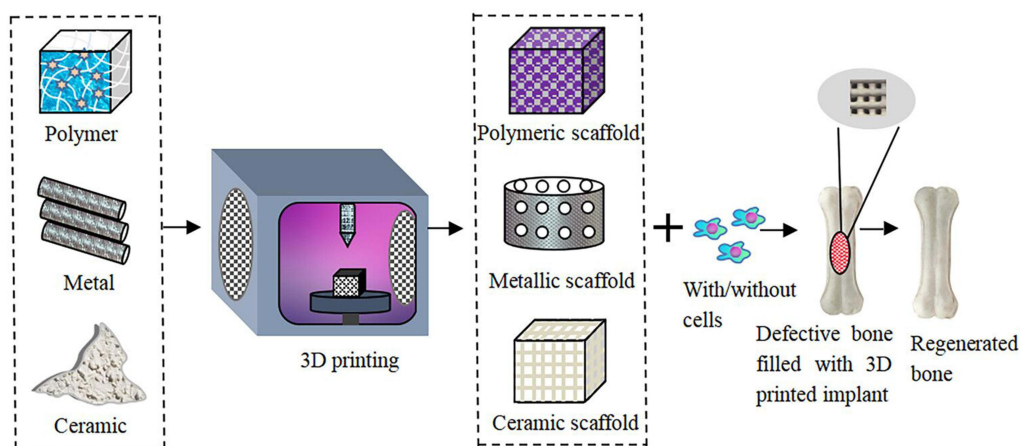 Polymer
Metal
Ceramic
3D printing
Polymeric scaffold
Metallic scaffold
Ceramic scaffold
With/without
cells
Defective bone
filled with 3D
printed implant
Regenerated
bone